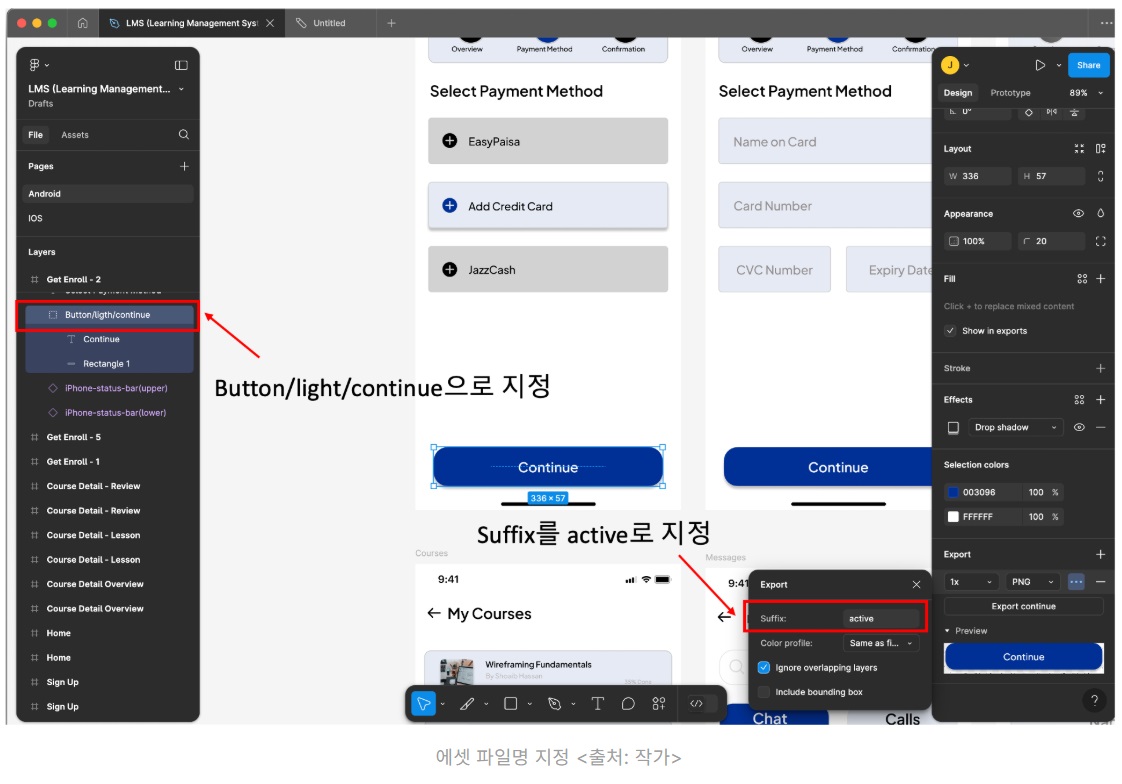 LMS (Learning Management Sys
Untitled
LMS (Learning Management...
Drafts
File
Assets
Pages
Android
IOS
Layers
Get Enroll - 2
Button/ligth/continue
Continue
Rectangle 1
iPhone-status-bar(upper)
iPhone-status-bar(lower)
Get Enroll - 5
Get Enroll - 1
Course Detail - Review
Course Detail - Review
Course Detail - Lesson
Course Detail - Lesson
Course Detail Overview
Course Detail Overview
Home
Home
Sign Up
Sign Up
Overview
Payment Method
Confirmation
Select Payment Method
EasyPaisa
Add Credit Card
JazzCash
Button/light/continue으로 지정
Continue
336 × 57
Suffix를 active로 지정
Courses
9:41
My Courses
Wireframing Fundamentals
By Shoaib Hassan
Overview
Payment Method
Confirmation
Select Payment Method
Name on Card
Card Number
CVC Number
Expiry Date
Continue
Messages
9:41
Chat
Calls
Export
Suffix:
active
Color profile:
Same as fi...
Ignore overlapping layers
Include bounding box
J
Share
Design
Prototype
89%
0°
Layout
W 336
H 57
Appearance
100%
20
Fill
Click + to replace mixed content
Show in exports
Stroke
Effects
Drop shadow
Selection colors
003096 100 %
FFFFFF 100 %
Export
1x
PNG
Export continue
Preview
Continue
?
에셋 파일명 지정 <출처: 작가>